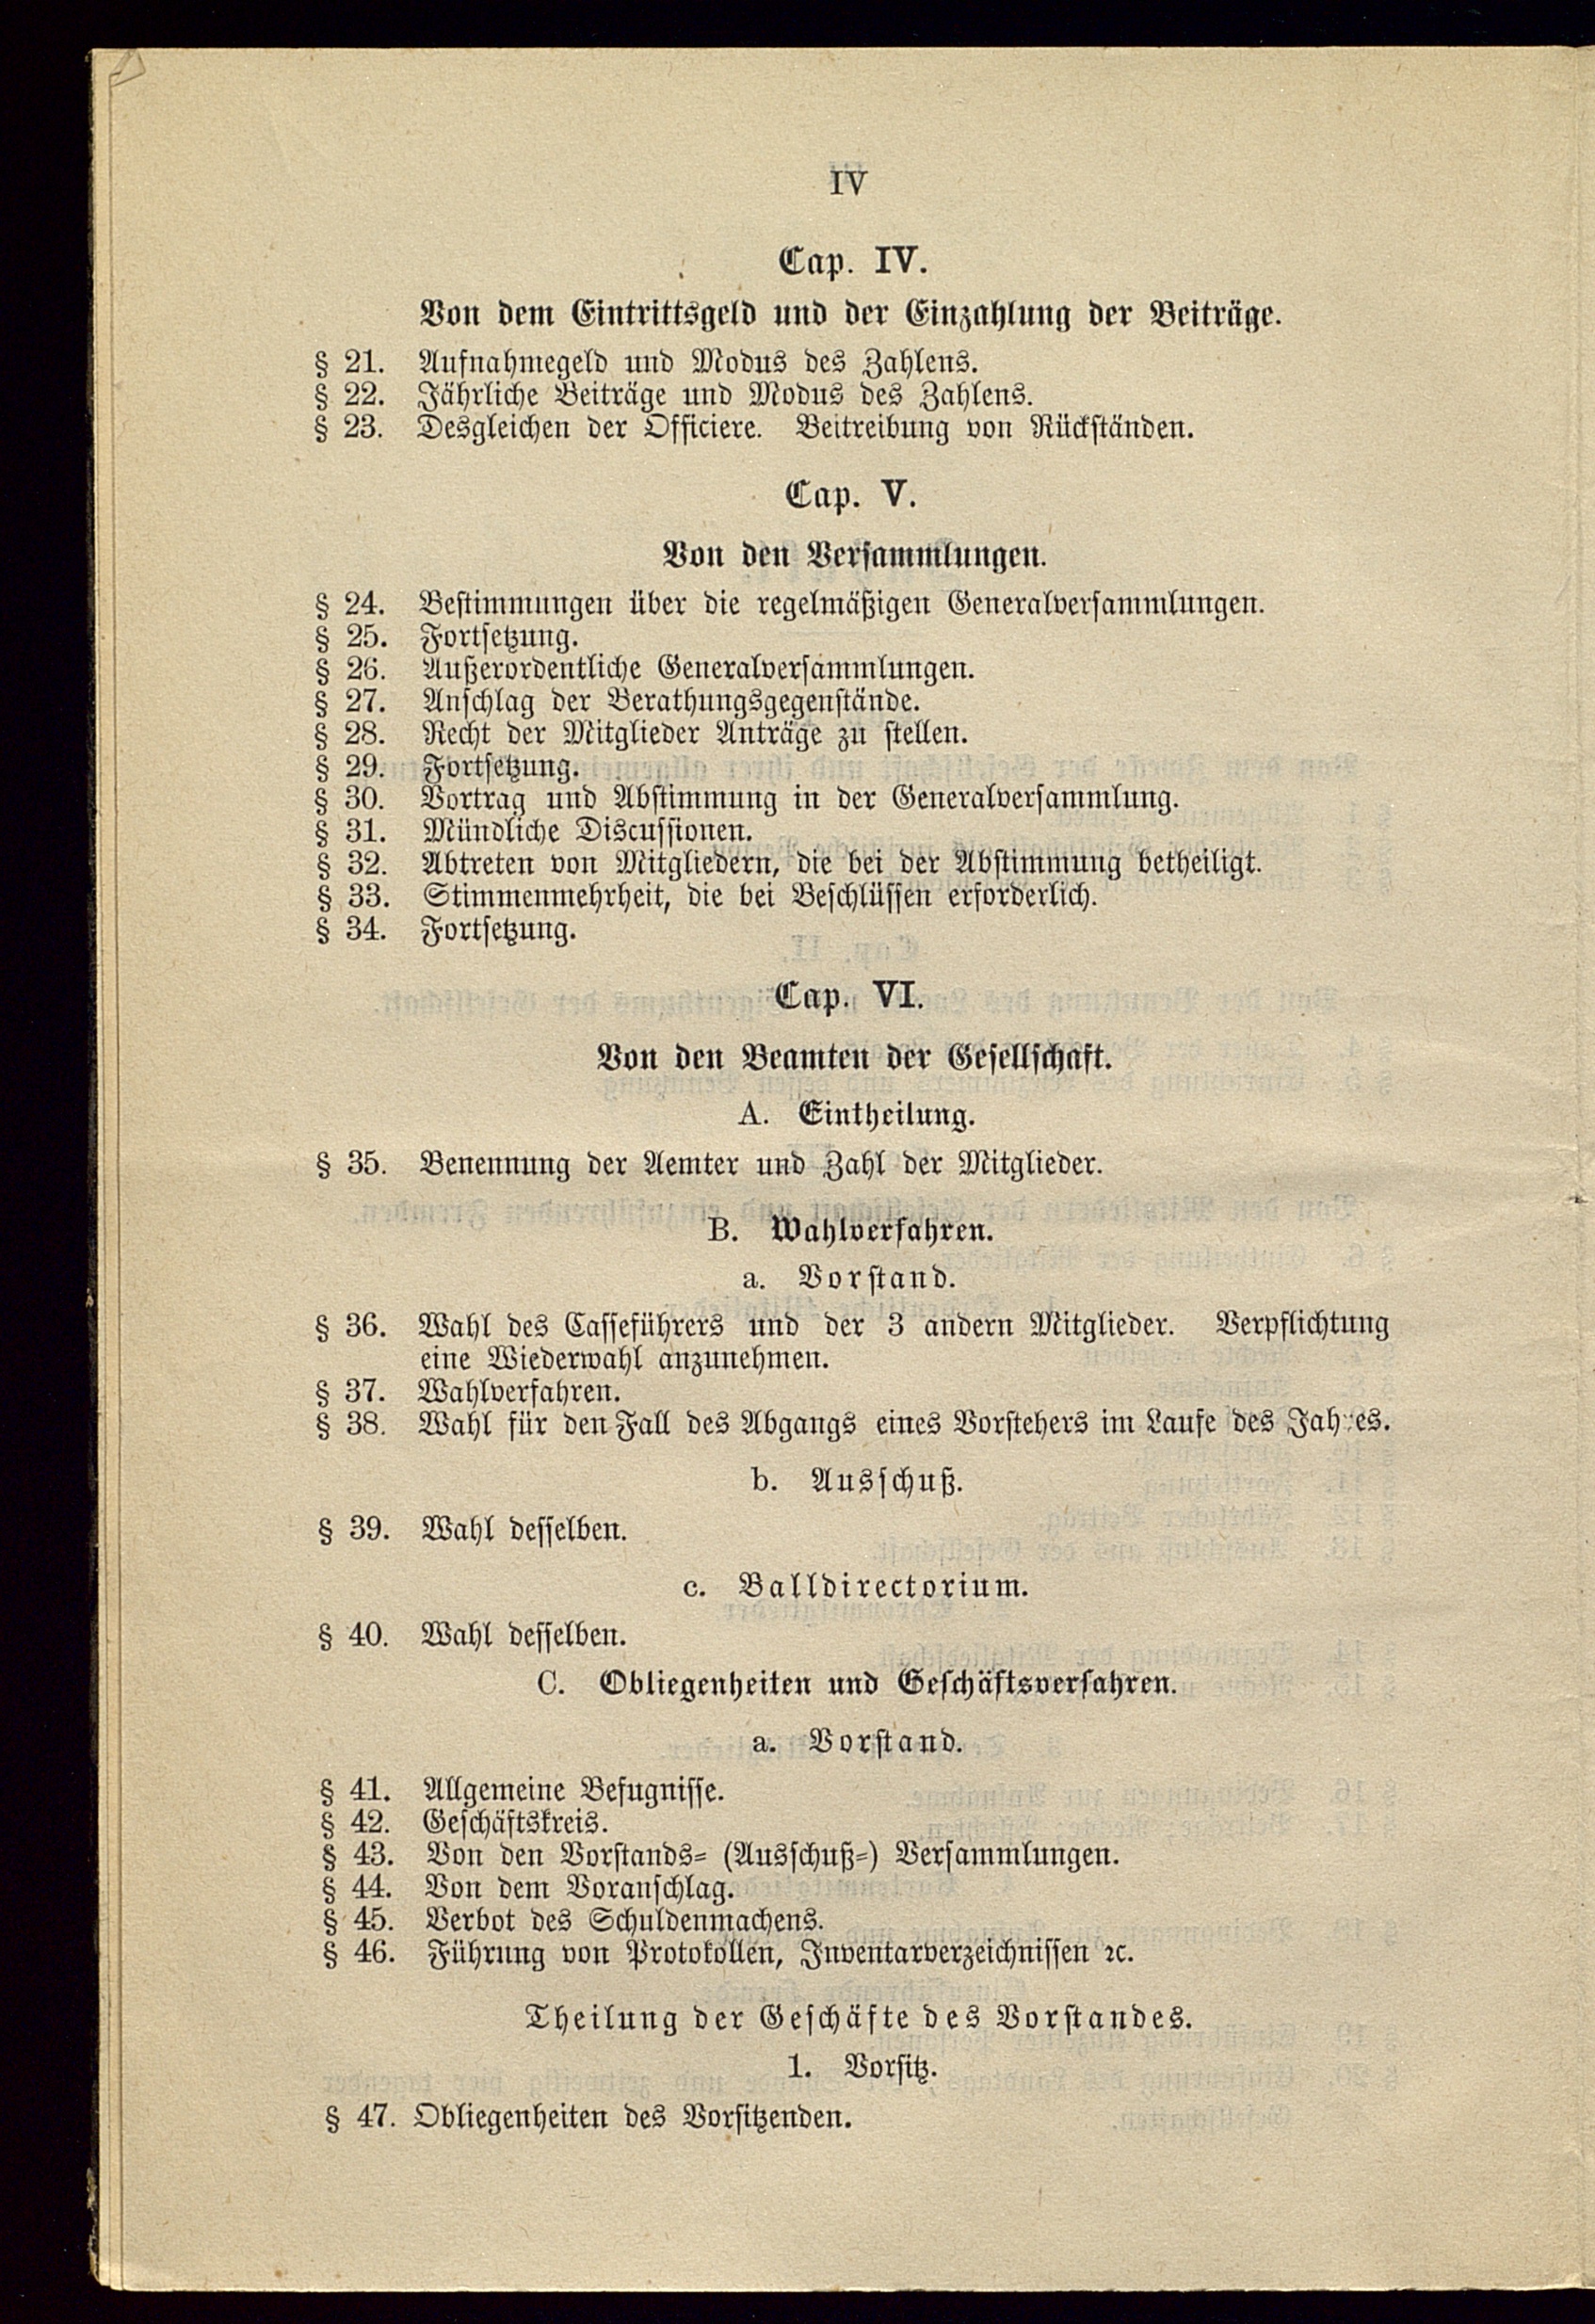 IV
Cap. IV.
Von dem Eintrittsgeld und der Einzahlung der Beiträge.
§ 21. Aufnahmegeld und Modus des Zahlens.
§ 22. Jährliche Beiträge und Modus des Zahlens.
§ 23. Desgleichen der Officiere. Beitreibung von Rückständen.
Cap. V.
Von den Versammlungen.
§ 24. Bestimmungen über die regelmäßigen Generalversammlungen.
§ 25. Fortsetzung.
§ 26. Außerordentliche Generalversammlungen.
§ 27. Anschlag der Berathungsgegenstände.
§ 28. Recht der Mitglieder Anträge zu stellen.
§ 29. Fortsetzung.
§ 30. Vortrag und Abstimmung in der Generalversammlung.
§ 31. Mündliche Discussionen.
§ 32. Abtreten von Mitgliedern, die bei der Abstimmung betheiligt.
§ 33. Stimmenmehrheit, die bei Beschlüssen erforderlich.
§ 34. Fortsetzung.
Cap. VI.
Von den Beamten der Gesellschaft.
A. Eintheilung.
§ 35. Benennung der Aemter und Zahl der Mitglieder.
B. Wahlverfahren.
a. Vorstand.
§ 36. Wahl des Casseführers und der 3 andern Mitglieder. Verpflichtung
eine Wiederwahl anzunehmen.
§ 37. Wahlverfahren.
§ 38. Wahl für den Fall des Abgangs eines Vorstehers im Laufe des Jahres.
b. Ausschuß.
§ 39. Wahl desselben.
c. Balldirectorium.
§ 40. Wahl desselben.
C. Obliegenheiten und Geschäftsverfahren.
a. Vorstand.
§ 41. Allgemeine Befugnisse.
§ 42. Geschäftskreis.
§ 43. Von den Vorstands- (Ausschuß-) Versammlungen.
§ 44. Von dem Voranschlag.
§ 45. Verbot des Schuldenmachens.
§ 46. Führung von Protokollen, Inventarverzeichnissen ꝛc.
Theilung der Geschäfte des Vorstandes.
1. Vorsitz.
§ 47. Obliegenheiten des Vorsitzenden.